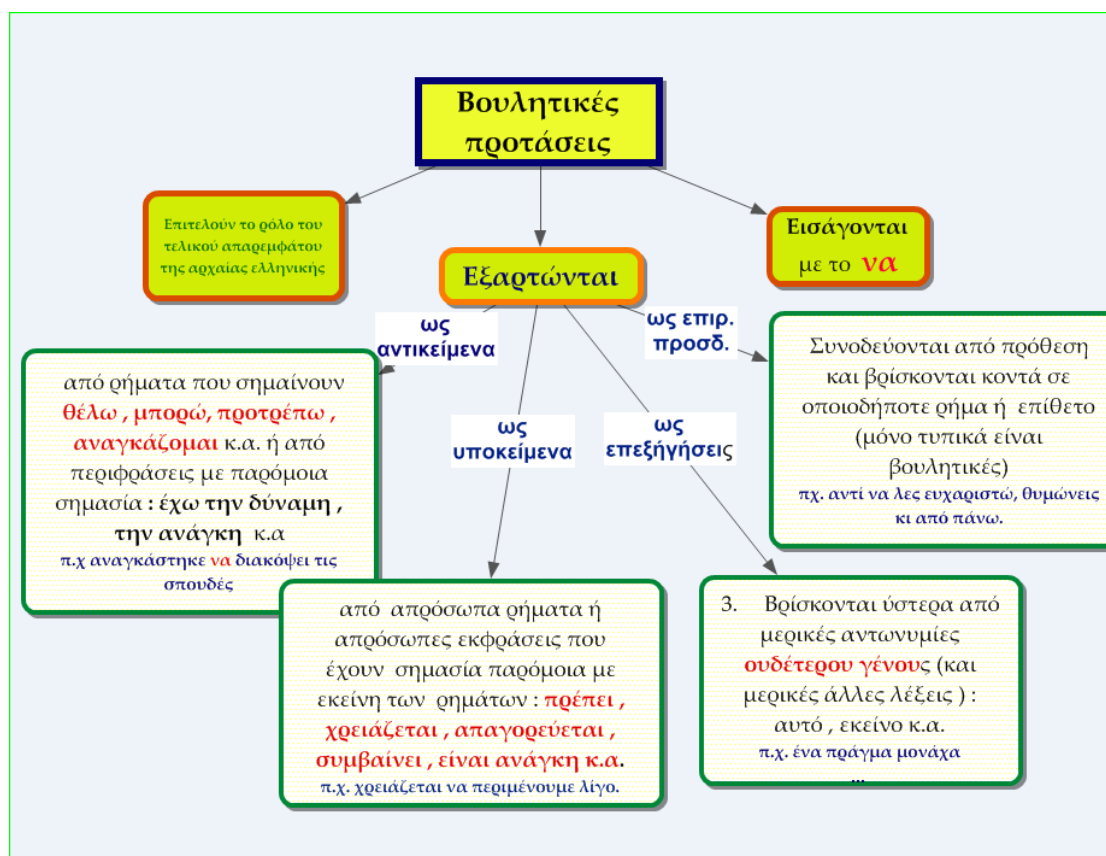 Βουλητικές
προτάσεις
Επιτελούν το ρόλο του
τελικού απαρεμφάτου
της αρχαίας ελληνικής
Εξαρτώνται
Εισάγονται
με το να
ως
αντικείμενα
ως
υποκείμενα
ως
επεξήγήσεις
ως επιρ.
προσδ.
από ρήματα που σημαίνουν
θέλω , μπορώ, προτρέπω ,
αναγκάζομαι κ.α. ή από
περιφράσεις με παρόμοια
σημασία : έχω την δύναμη ,
την ανάγκη κ.α
π.χ αναγκάστηκε να διακόψει τις
σπουδές
από απρόσωπα ρήματα ή
απρόσωπες εκφράσεις που
έχουν σημασία παρόμοια με
εκείνη των ρημάτων : πρέπει ,
χρειάζεται , απαγορεύεται ,
συμβαίνει , είναι ανάγκη κ.α.
π.χ. χρειάζεται να περιμένουμε λίγο.
3. Βρίσκονται ύστερα από
μερικές αντωνυμίες
ουδέτερου γένους (και
μερικές άλλες λέξεις ) :
αυτό , εκείνο κ.α.
π.χ. ένα πράγμα μονάχα
...
Συνοδεύονται από πρόθεση
και βρίσκονται κοντά σε
οποιοδήποτε ρήμα ή επίθετο
(μόνο τυπικά είναι
βουλητικές)
πχ. αντί να λες ευχαριστώ, θυμώνεις
κι από πάνω.